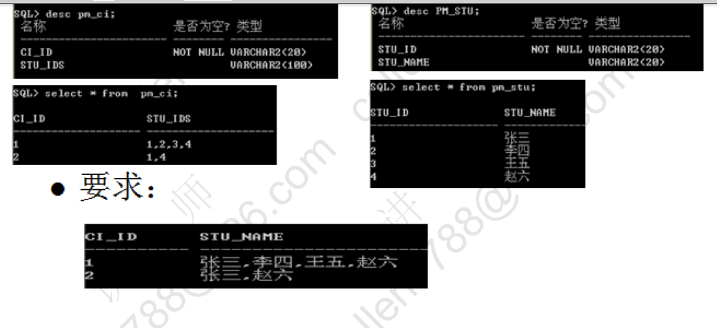 SQL> desc pm_ci;
名称 是否为空? 类型
CI_ID NOT NULL VARCHAR2(20)
STU_IDS VARCHAR2(100)
SQL> desc PM_STU;
名称 是否为空? 类型
STU_ID NOT NULL VARCHAR2(20)
STU_NAME VARCHAR2(20)
SQL> select * from pm_ci;
CI_ID STU_IDS
1 1,2,3,4
2 1,4
SQL> select * from pm_stu;
STU_ID STU_NAME
1 张三
2 李四
3 王五
4 赵六
● 要求：
CI_ID STU_NAME
1 张三,李四,王五,赵六
2 张三,赵六